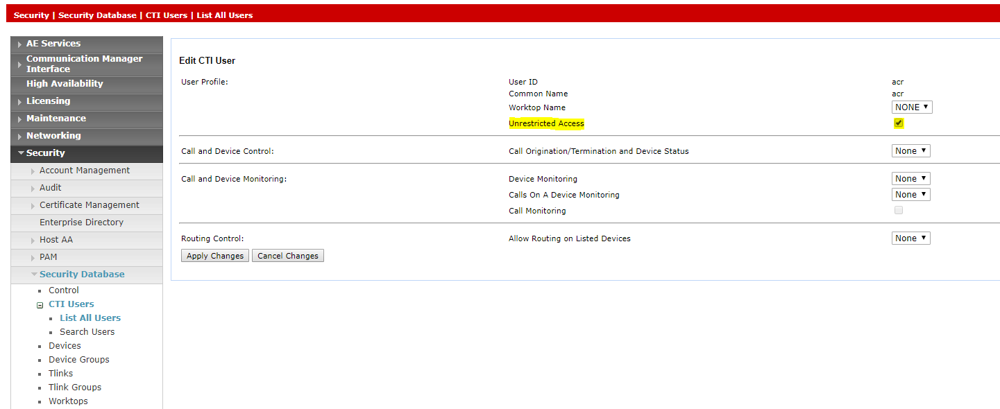 Security | Security Database | CTI Users | List All Users
AE Services
Communication Manager
Interface
High Availability
Licensing
Maintenance
Networking
Security
Account Management
Audit
Certificate Management
Enterprise Directory
Host AA
PAM
Security Database
Control
CTI Users
List All Users
Search Users
Devices
Device Groups
Tlinks
Tlink Groups
Worktops
Edit CTI User
User Profile: User ID acr
Common Name acr
Worktop Name NONE
Unrestricted Access
Call and Device Control: Call Origination/Termination and Device Status None
Call and Device Monitoring: Device Monitoring None
Calls On A Device Monitoring None
Call Monitoring
Routing Control: Allow Routing on Listed Devices None
Apply Changes Cancel Changes